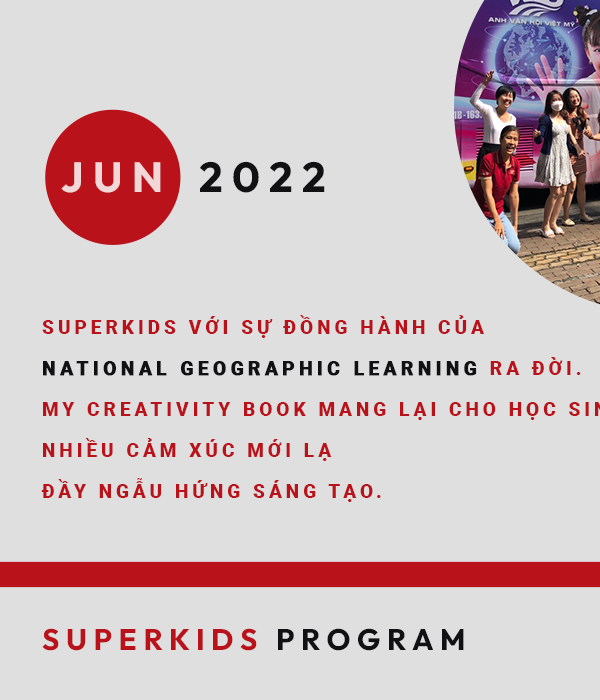 ANH VĂN HỘI VIỆT MỸ
JUN 2022
SUPERKIDS VỚI SỰ ĐỒNG HÀNH CỦA
NATIONAL GEOGRAPHIC LEARNING RA ĐỜI.
MY CREATIVITY BOOK MANG LẠI CHO HỌC SIN
NHIỀU CẢM XÚC MỚI LẠ
ĐẦY NGẪU HỨNG SÁNG TẠO.
SUPERKIDS PROGRAM